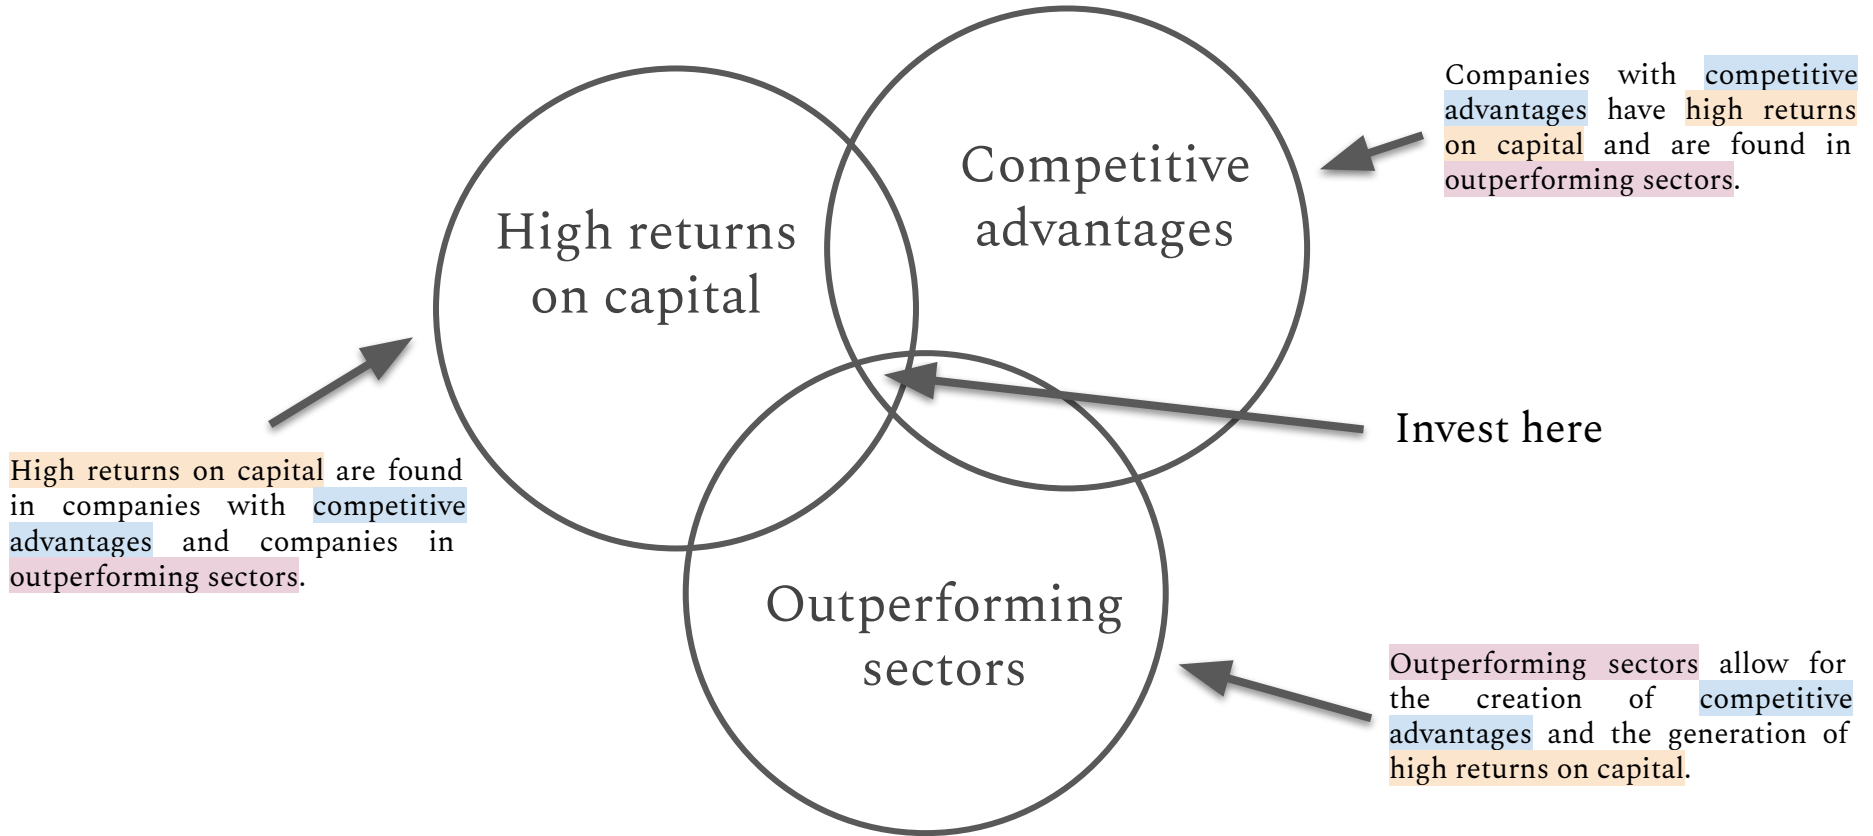 High returns
on capital
Competitive
advantages
Companies with competitive
advantages have high returns
on capital and are found in
outperforming sectors.
Invest here
High returns on capital are found
in companies with competitive
advantages and companies in
outperforming sectors.
Outperforming
sectors
Outperforming sectors allow for
the creation of competitive
advantages and the generation of
high returns on capital.